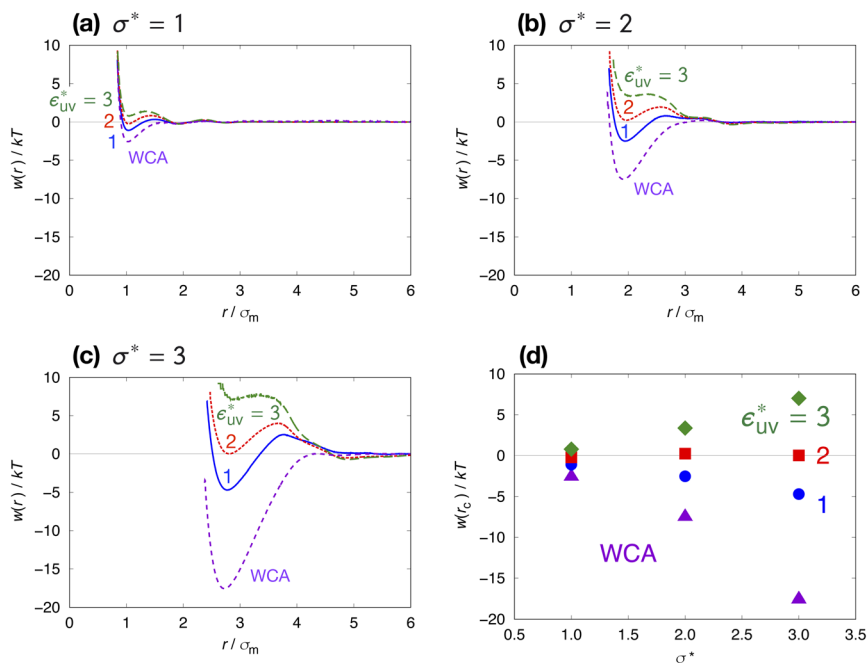 (a) σ* = 1
10
5
0
−5
−10
−15
−20
w(r) / kT
ϵ*uv = 3
2
1
WCA
0 1 2 3 4 5 6
r / σm
(b) σ* = 2
10
5
0
−5
−10
−15
−20
w(r) / kT
ϵ*uv = 3
2
1
WCA
0 1 2 3 4 5 6
r / σm
(c) σ* = 3
10
5
0
−5
−10
−15
−20
w(r) / kT
ϵ*uv = 3
2
1
WCA
0 1 2 3 4 5 6
r / σm
(d)
10
5
0
−5
−10
−15
−20
w(rc) / kT
ϵ*uv = 3
2
1
WCA
0.5 1.0 1.5 2.0 2.5 3.0 3.5
σ*